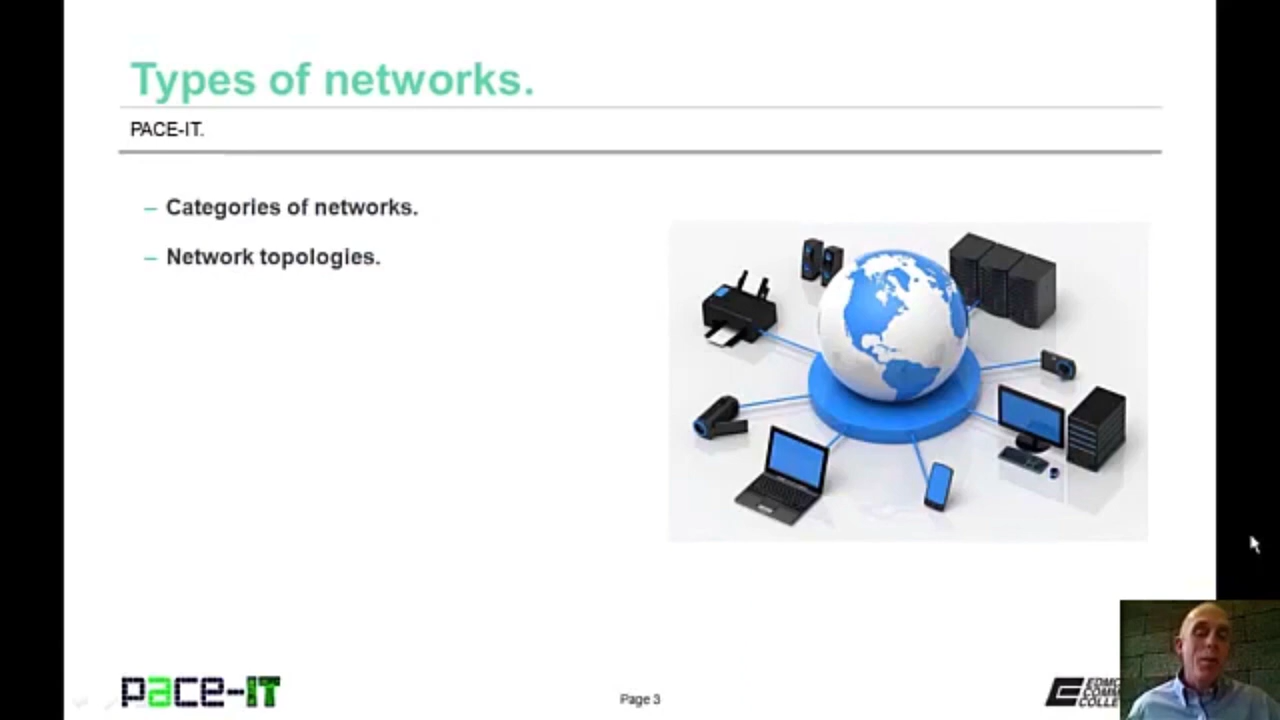 Types of networks.
PACE-IT.
– Categories of networks.
– Network topologies.
pace-IT
Page 3